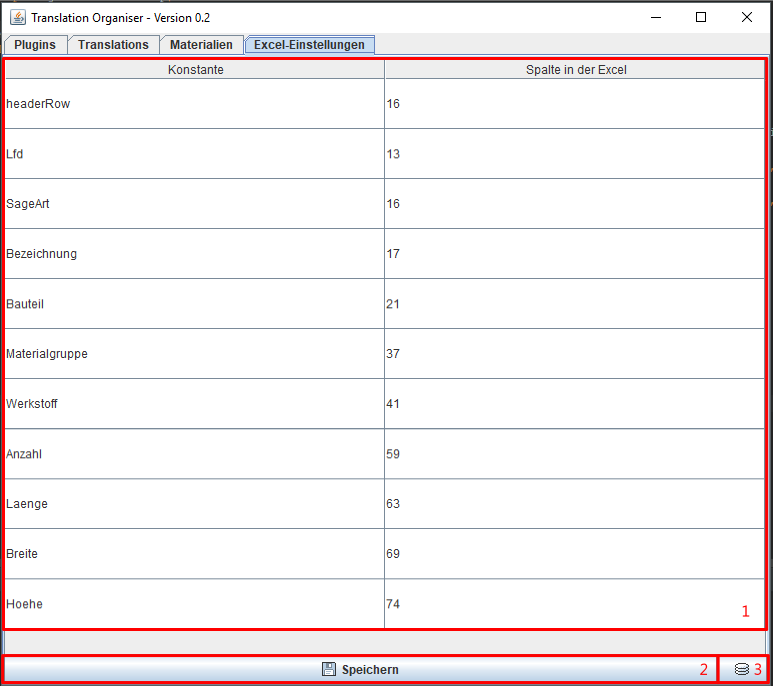 Translation Organiser - Version 0.2
Plugins Translations Materialien Excel-Einstellungen
Konstante Spalte in der Excel
headerRow 16
Lfd 13
SageArt 16
Bezeichnung 17
Bauteil 21
Materialgruppe 37
Werkstoff 41
Anzahl 59
Laenge 63
Breite 69
Hoehe 74
1
Speichern 2 3